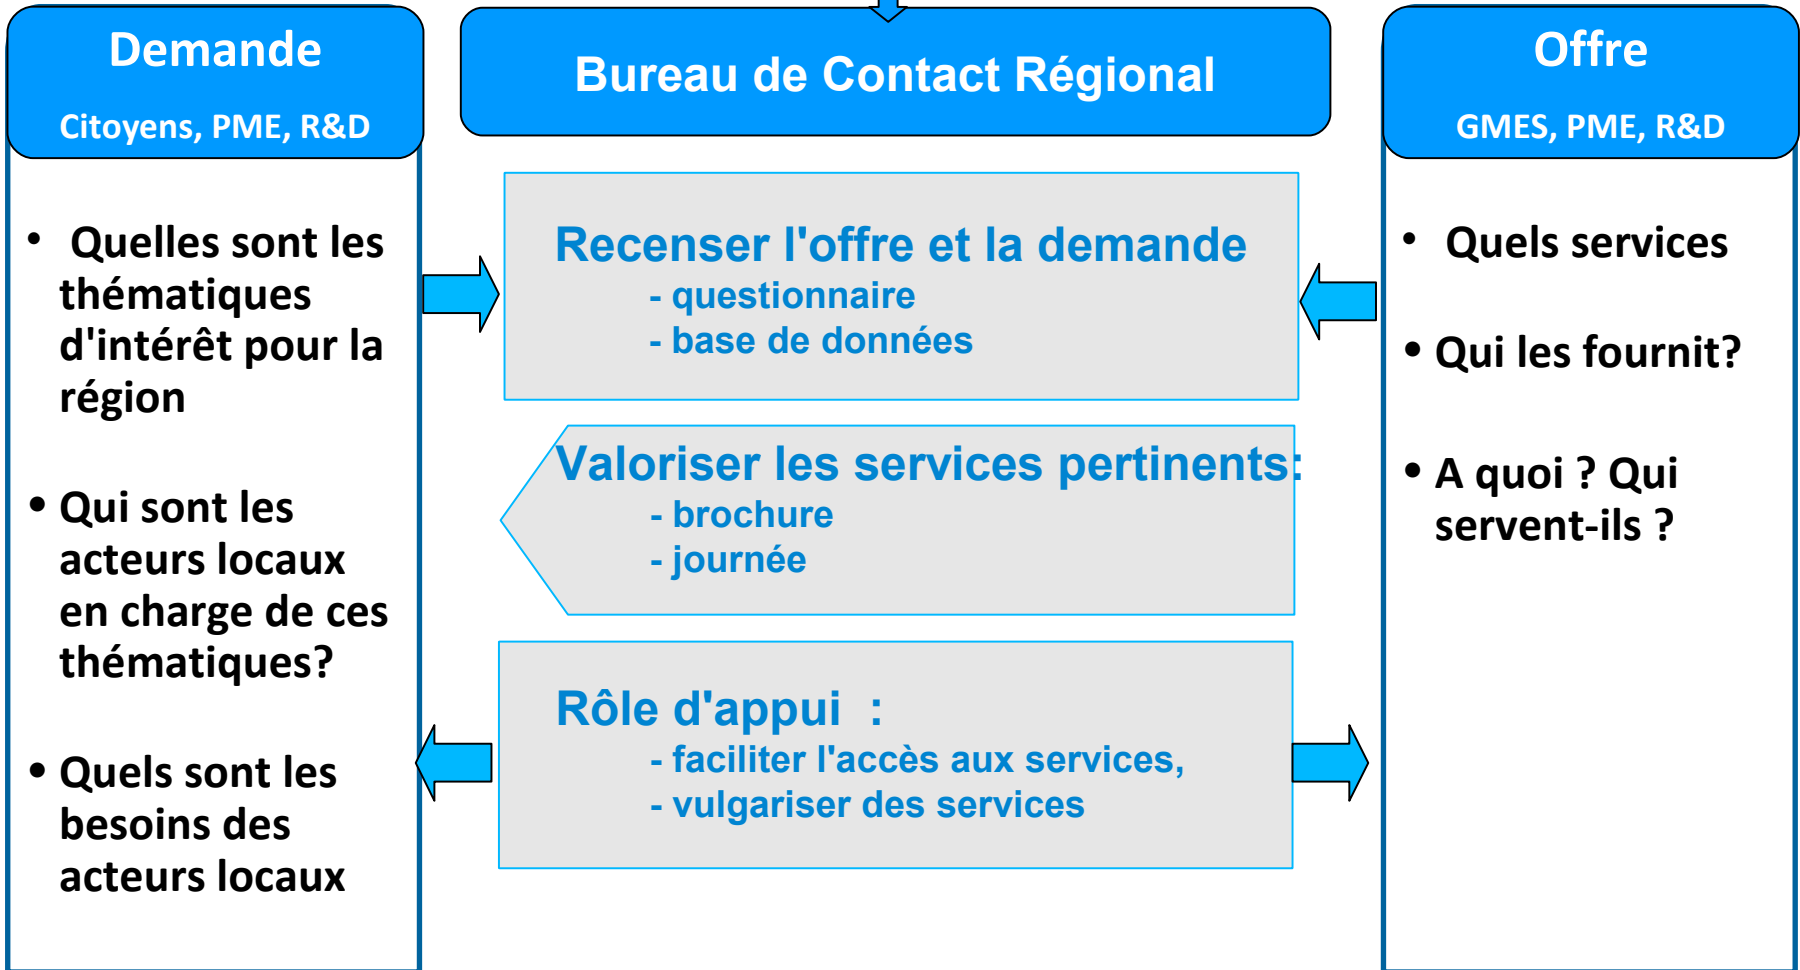 Demande
Citoyens, PME, R&D
• Quelles sont les
thématiques
d'intérêt pour la
région
• Qui sont les
acteurs locaux
en charge de ces
thématiques?
• Quels sont les
besoins des
acteurs locaux
Bureau de Contact Régional
Recenser l'offre et la demande
- questionnaire
- base de données
Valoriser les services pertinents:
- brochure
- journée
Rôle d'appui :
- faciliter l'accès aux services,
- vulgariser des services
Offre
GMES, PME, R&D
• Quels services
• Qui les fournit?
• A quoi ? Qui
servent-ils ?